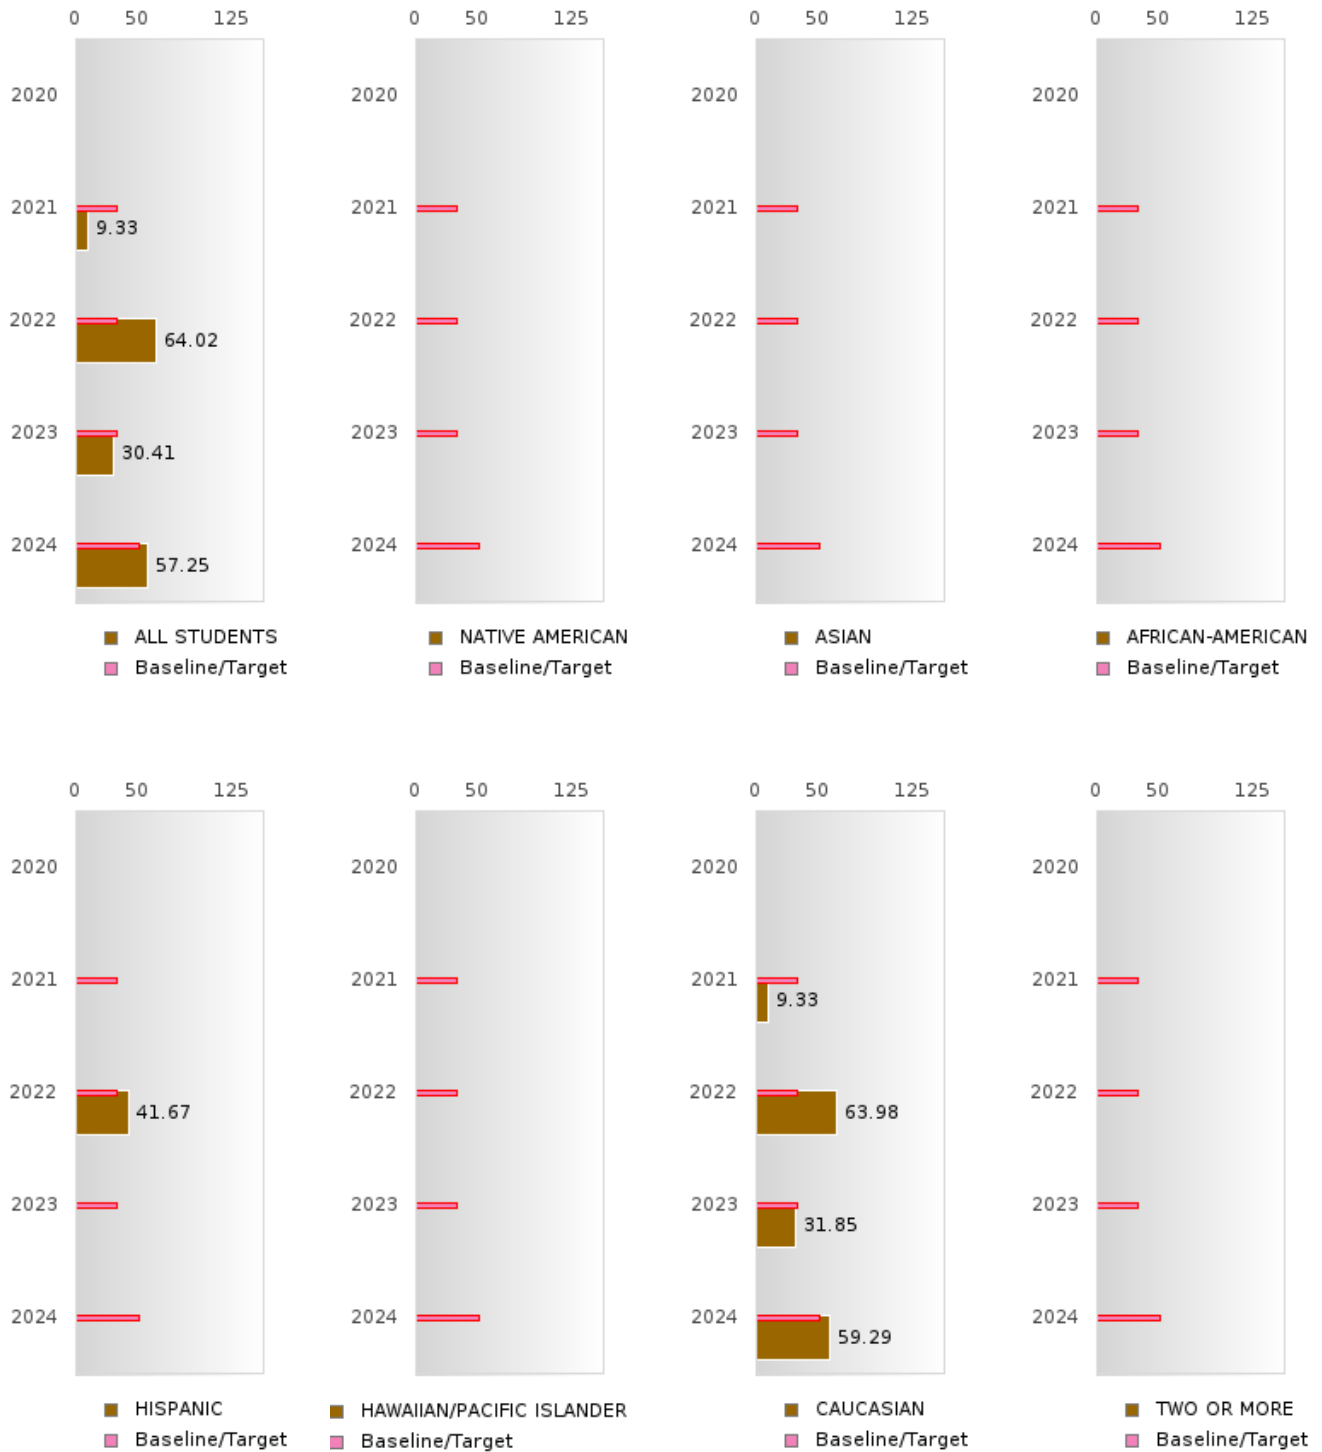 0 50 125 0 50 125 0 50 125 0 50 125
2020 2020 2020 2020
2021 2021 2021 2021
9.33
2022 2022 2022 2022
64.02
2023 2023 2023 2023
30.41
2024 2024 2024 2024
57.25
ALL STUDENTS NATIVE AMERICAN ASIAN AFRICAN-AMERICAN
Baseline/Target Baseline/Target Baseline/Target Baseline/Target
0 50 125 0 50 125 0 50 125 0 50 125
2020 2020 2020 2020
2021 2021 2021 2021
9.33
2022 2022 2022 2022
41.67 63.98
2023 2023 2023 2023
31.85
2024 2024 2024 2024
59.29
HISPANIC HAWAIIAN/PACIFIC ISLANDER CAUCASIAN TWO OR MORE
Baseline/Target Baseline/Target Baseline/Target Baseline/Target